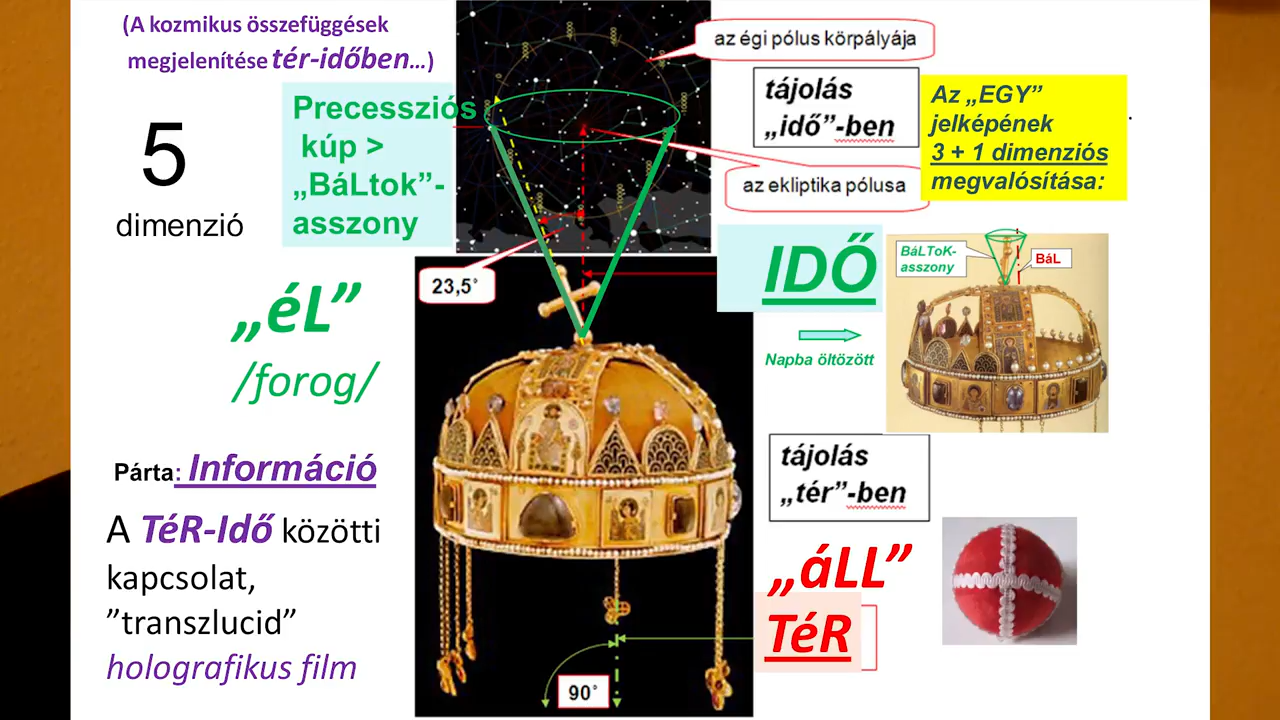 (A kozmikus összefüggések
megjelenítése tér-időben…)
5
dimenzió
Precessziós
kúp >
„BáLtok”-
asszony
„éL”
/forog/
Párta: Információ
A TéR-Idő közötti
kapcsolat,
”transzlucid”
holografikus film
az égi pólus körpályája
tájolás
„idő”-ben
az ekliptika pólusa
Az „EGY”
jelképének
3 + 1 dimenziós
megvalósítása:
.
23,5˚
IDŐ
Napba öltözött
BáLToK-
asszony
BáL
tájolás
„tér”-ben
„áLL”
TéR
90˚